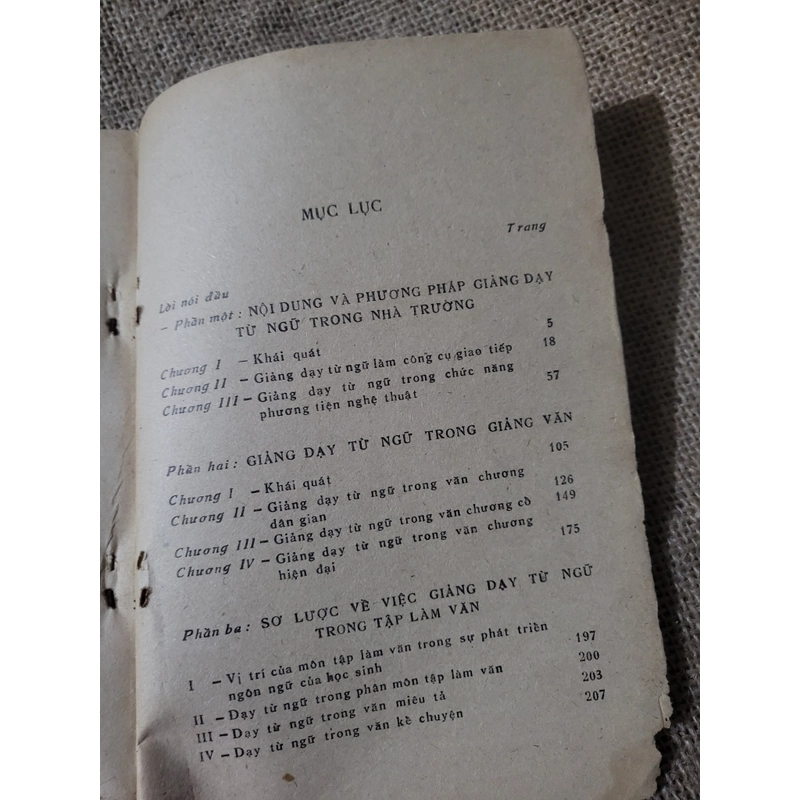 MỤC LỤC
Trang
Lời nói đầu
– Phần một : NỘI DUNG VÀ PHƯƠNG PHÁP GIẢNG DẠY
TỪ NGỮ TRONG NHÀ TRƯỜNG
Chương I – Khái quát 5
Chương II – Giảng dạy từ ngữ làm công cụ giao tiếp 18
Chương III – Giảng dạy từ ngữ trong chức năng
phương tiện nghệ thuật 57
Phần hai : GIẢNG DẠY TỪ NGỮ TRONG GIẢNG VĂN
Chương I – Khái quát 105
Chương II – Giảng dạy từ ngữ trong văn chương
dân gian 126
Chương III – Giảng dạy từ ngữ trong văn chương cổ 149
Chương IV – Giảng dạy từ ngữ trong văn chương
hiện đại 175
Phần ba : SƠ LƯỢC VỀ VIỆC GIẢNG DẠY TỪ NGỮ
TRONG TẬP LÀM VĂN
I – Vị trí của môn tập làm văn trong sự phát triển
ngôn ngữ của học sinh 197
II – Dạy từ ngữ trong phân môn tập làm văn 200
III – Dạy từ ngữ trong văn miêu tả 203
IV – Dạy từ ngữ trong văn kể chuyện 207